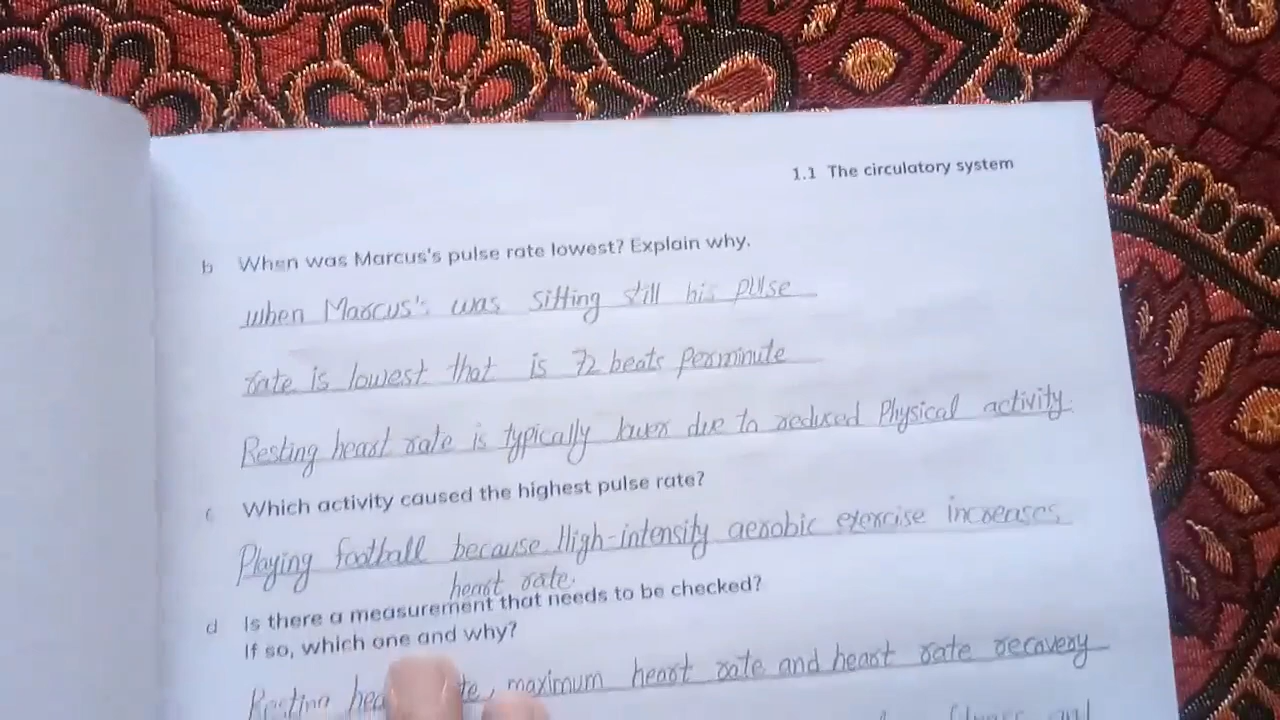 1.1 The circulatory system
b When was Marcus's pulse rate lowest? Explain why.
when Marcus's was sitting still his pulse
rate is lowest that is 72 beats perminute
Resting heart rate is typically lower due to reduced Physical activity.
c Which activity caused the highest pulse rate?
Playing football because High-intensity aerobic exercise increases
heart rate.
d Is there a measurement that needs to be checked?
If so, which one and why?
Resting maximum heart rate and heart rate recovery